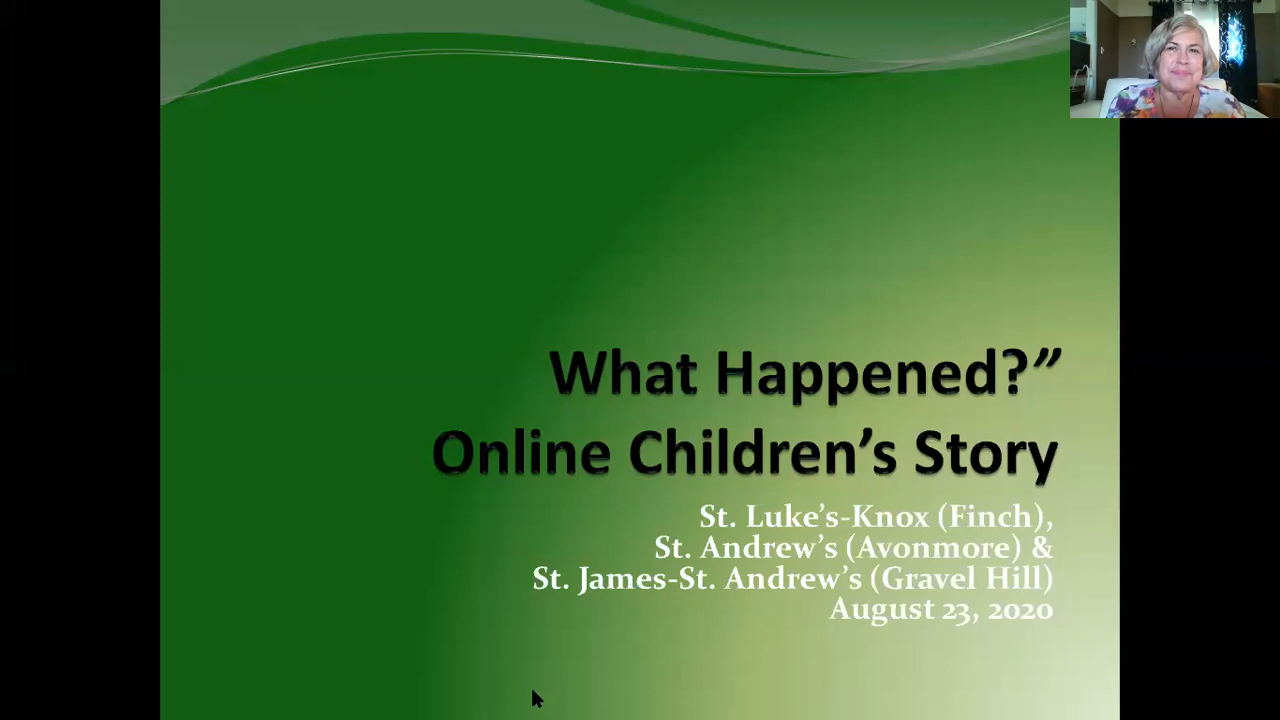 What Happened?”
Online Children’s Story
St. Luke’s-Knox (Finch),
St. Andrew’s (Avonmore) &
St. James-St. Andrew’s (Gravel Hill)
August 23, 2020